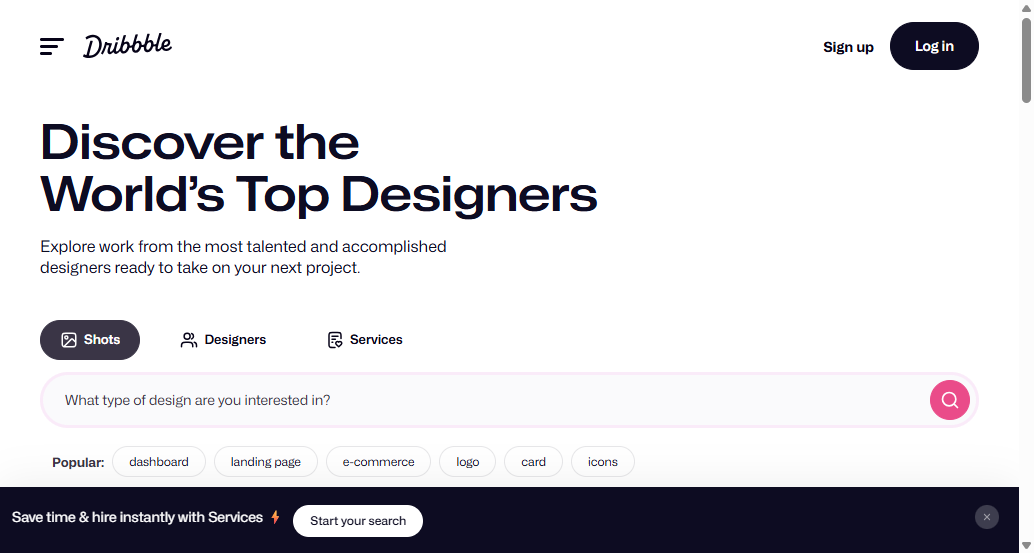 Dribbble
Sign up
Log in
Discover the
World's Top Designers
Explore work from the most talented and accomplished
designers ready to take on your next project.
Shots
Designers
Services
What type of design are you interested in?
Popular:
dashboard
landing page
e-commerce
logo
card
icons
Save time & hire instantly with Services
Start your search